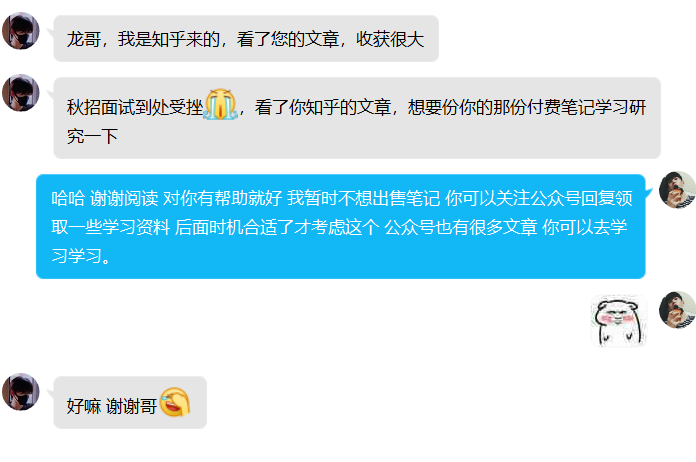 龙哥，我是知乎来的，看了您的文章，收获很大
秋招面试到处受挫，看了你知乎的文章，想要份你的那份付费笔记学习研
究一下
哈哈 谢谢阅读 对你有帮助就好 我暂时不想出售笔记 你可以关注公众号回复领
取一些学习资料 后面时机合适了才考虑这个 公众号也有很多文章 你可以去学
习学习。
好嘛 谢谢哥